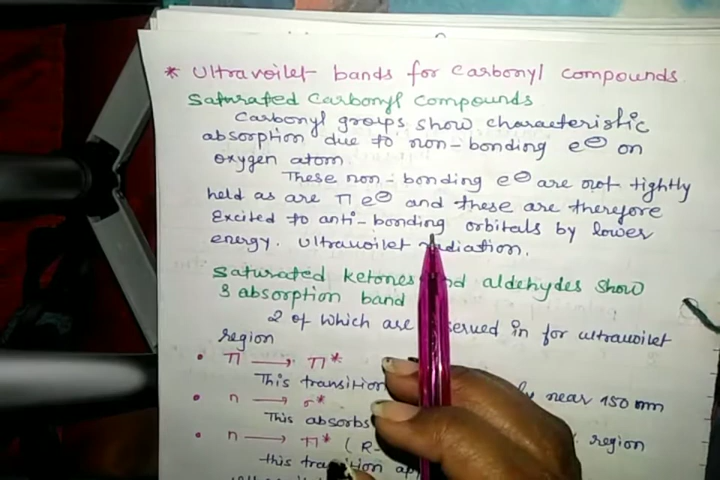 * Ultravoilet bands for carbonyl compounds.
Saturated Carbonyl Compounds
Carbonyl groups show characteristic
absorption due to non-bonding e⊖ on
oxygen atom.
These non-bonding e⊖ are not tightly
held as are π e⊖ and these are therefore
Excited to anti-bonding orbitals by lower
energy. Ultravoilet radiation.
Saturated ketones and aldehydes show
3 absorption band
2 of which are observed in far ultravoilet
region
• π → π*
This transition near 150 mm
• n → σ*
This absorbs region
• n → π* (R-
this transition